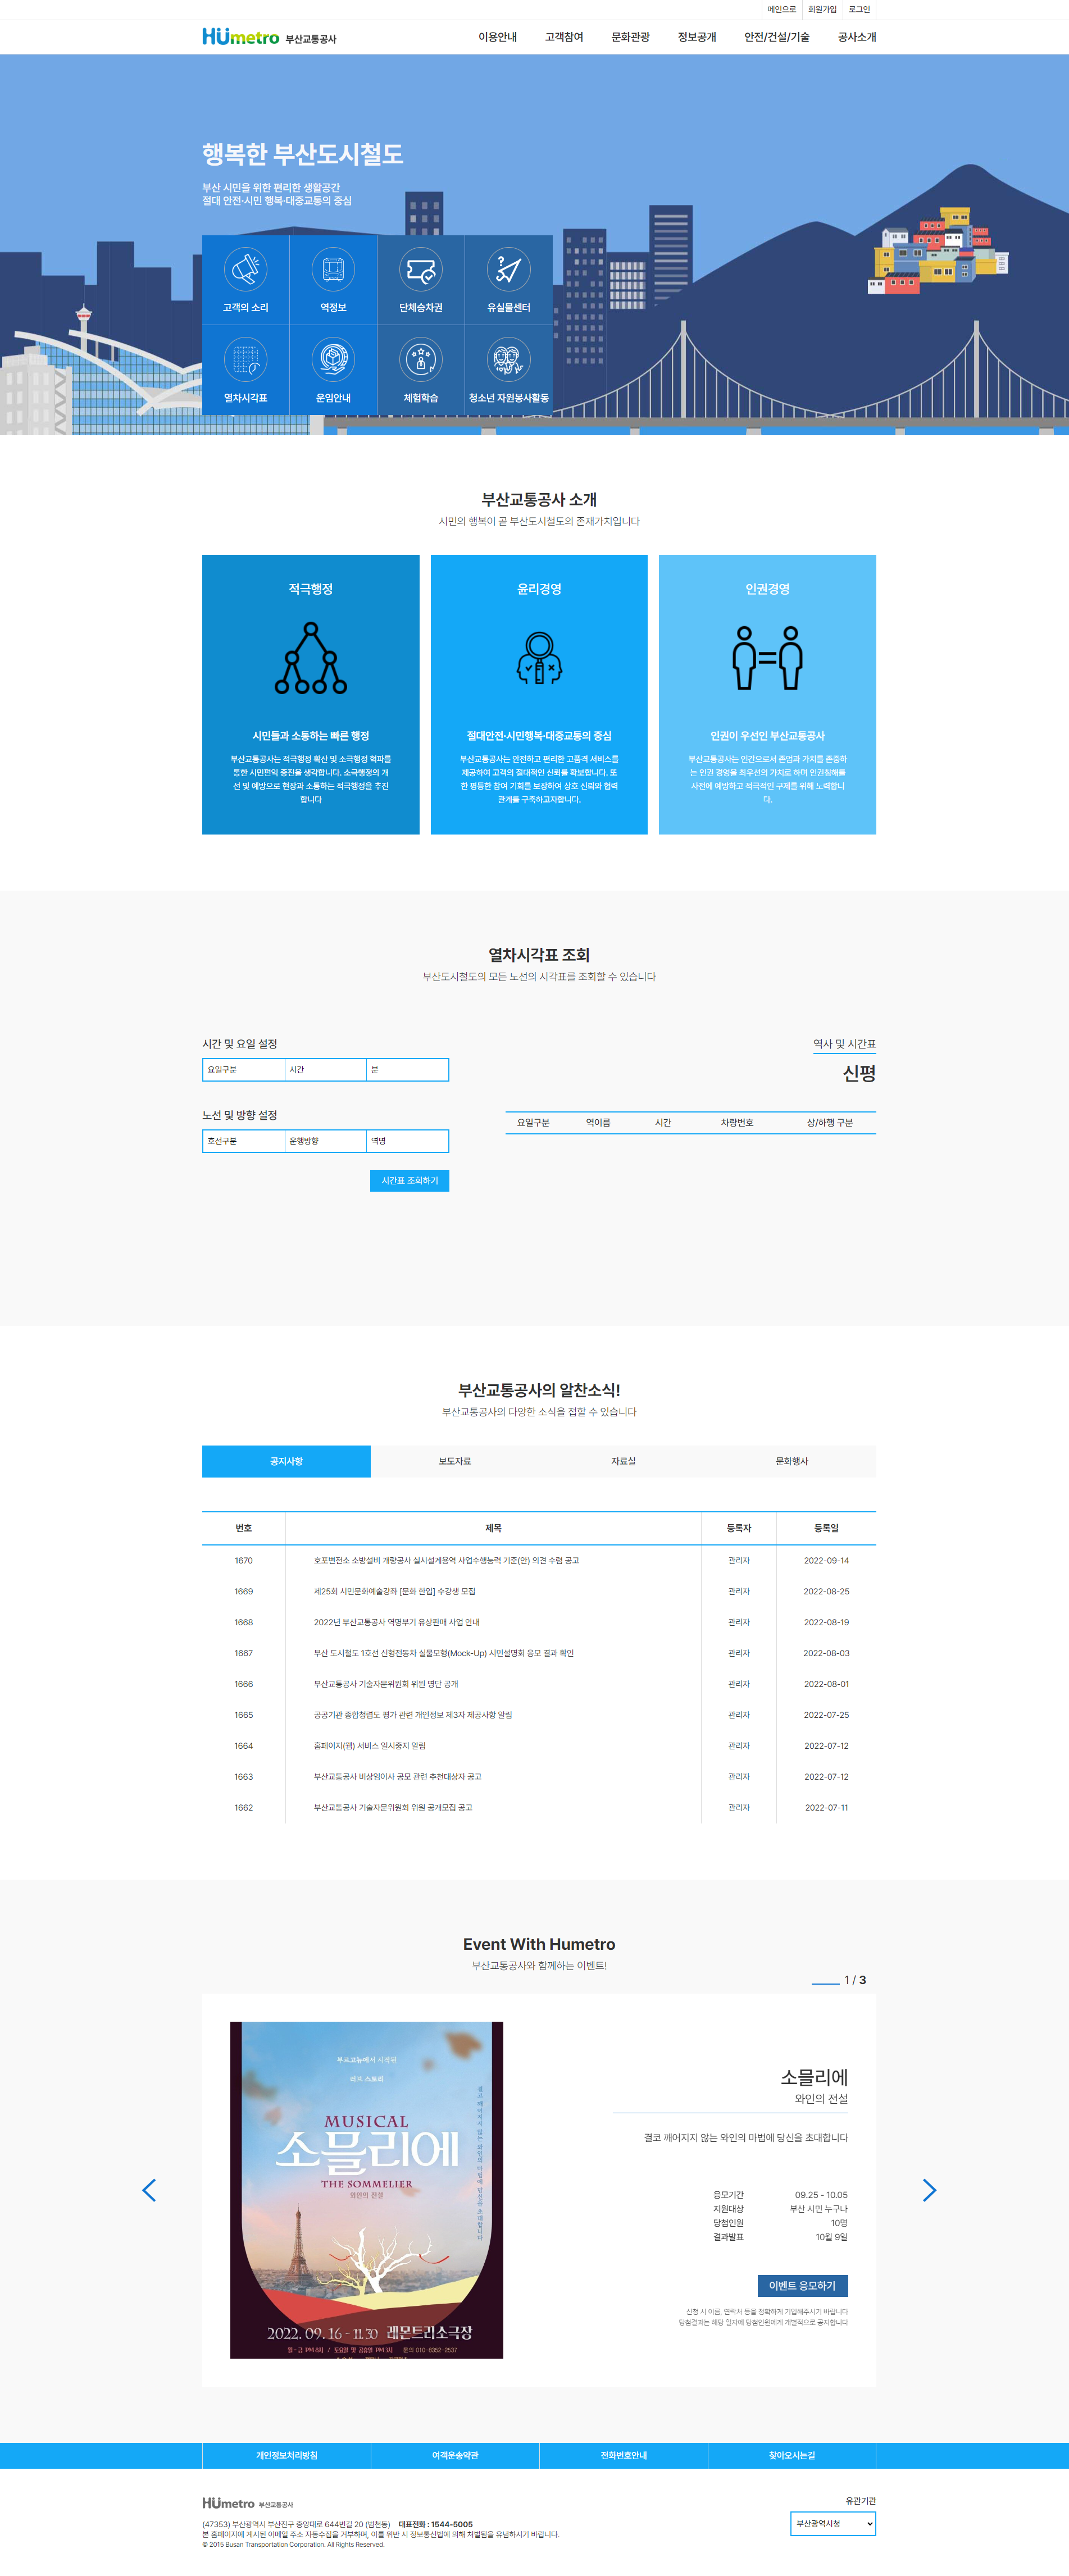 메인으로 회원가입 로그인
HUmetro 부산교통공사
이용안내 고객참여 문화관광 정보공개 안전/건설/기술 공사소개
행복한 부산도시철도
부산 시민을 위한 편리한 생활공간
절대 안전·시민 행복·대중교통의 중심
고객의 소리 역정보 단체승차권 유실물센터
열차시각표 운임안내 체험학습 청소년 자원봉사활동
부산교통공사 소개
시민의 행복이 곧 부산도시철도의 존재가치입니다
적극행정
시민들과 소통하는 빠른 행정
부산교통공사는 적극행정 확산 및 소극행정 혁파를
통한 시민편익 증진을 생각합니다. 소극행정의 개
선 및 예방으로 현장과 소통하는 적극행정을 추진
합니다
윤리경영
절대안전·시민행복·대중교통의 중심
부산교통공사는 안전하고 편리한 고품격 서비스를
제공하여 고객의 절대적인 신뢰를 확보합니다. 또
한 평등한 참여 기회를 보장하여 상호 신뢰와 협력
관계를 구축하고자합니다.
인권경영
인권이 우선인 부산교통공사
부산교통공사는 인간으로서 존엄과 가치를 존중하
는 인권 경영을 최우선의 가치로 하며 인권침해를
사전에 예방하고 적극적인 구제를 위해 노력합니
다.
열차시각표 조회
부산도시철도의 모든 노선의 시각표를 조회할 수 있습니다
시간 및 요일 설정
요일구분 시간 분
노선 및 방향 설정
호선구분 운행방향 역명
시간표 조회하기
역사 및 시간표
신평
요일구분 역이름 시간 차량번호 상/하행 구분
부산교통공사의 알찬소식!
부산교통공사의 다양한 소식을 접할 수 있습니다
공지사항 보도자료 자료실 문화행사
번호 제목 등록자 등록일
1670 호포변전소 소방설비 개량공사 실시설계용역 사업수행능력 기준(안) 의견 수렴 공고 관리자 2022-09-14
1669 제25회 시민문화예술강좌 [문화 한입] 수강생 모집 관리자 2022-08-25
1668 2022년 부산교통공사 역명부기 유상판매 사업 안내 관리자 2022-08-19
1667 부산 도시철도 1호선 신형전동차 실물모형(Mock-Up) 시민설명회 응모 결과 확인 관리자 2022-08-03
1666 부산교통공사 기술자문위원회 위원 명단 공개 관리자 2022-08-01
1665 공공기관 종합청렴도 평가 관련 개인정보 제3자 제공사항 알림 관리자 2022-07-25
1664 홈페이지(웹) 서비스 일시중지 알림 관리자 2022-07-12
1663 부산교통공사 비상임이사 공모 관련 추천대상자 공고 관리자 2022-07-12
1662 부산교통공사 기술자문위원회 위원 공개모집 공고 관리자 2022-07-11
Event With Humetro
부산교통공사와 함께하는 이벤트!
1 / 3
부르고뉴에서 시작된
러브 스토리
결코 깨어지지 않는 와인의 마법에 당신을 초대합니다
MUSICAL
소믈리에
THE SOMMELIER
와인의 전설
2022. 09. 16 - 11. 30 레몬트리소극장
소믈리에
와인의 전설
결코 깨어지지 않는 와인의 마법에 당신을 초대합니다
응모기간 09.25 - 10.05
지원대상 부산 시민 누구나
당첨인원 10명
결과발표 10월 9일
이벤트 응모하기
신청 시 이름, 연락처 등을 정확하게 기입해주시기 바랍니다
당첨결과는 해당 일자에 당첨인원에게 개별적으로 공지합니다
개인정보처리방침 여객운송약관 전화번호안내 찾아오시는길
HUmetro 부산교통공사
(47353) 부산광역시 부산진구 중앙대로 644번길 20 (범천동) 대표전화 : 1544-5005
본 홈페이지에 게시된 이메일 주소 자동수집을 거부하며, 이를 위반 시 정보통신법에 의해 처벌됨을 유념하시기 바랍니다.
© 2015 Busan Transportation Corporation. All Rights Reserved.
유관기관
부산광역시청